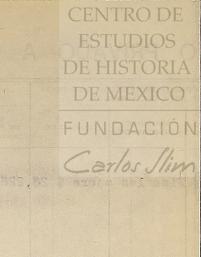 CENTRO DE
ESTUDIOS
DE HISTORIA
DE MEXICO
FUNDACIÓN
Carlos Slim